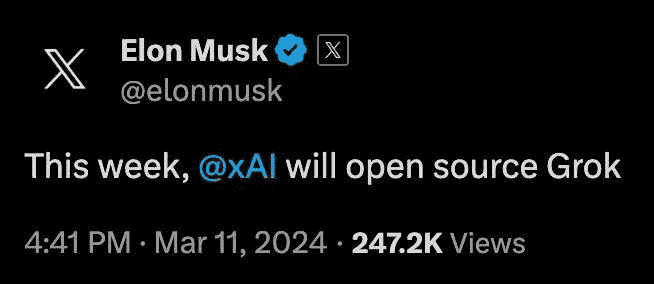 Elon Musk
@elonmusk
This week, @xAI will open source Grok
4:41 PM · Mar 11, 2024 · 247.2K Views